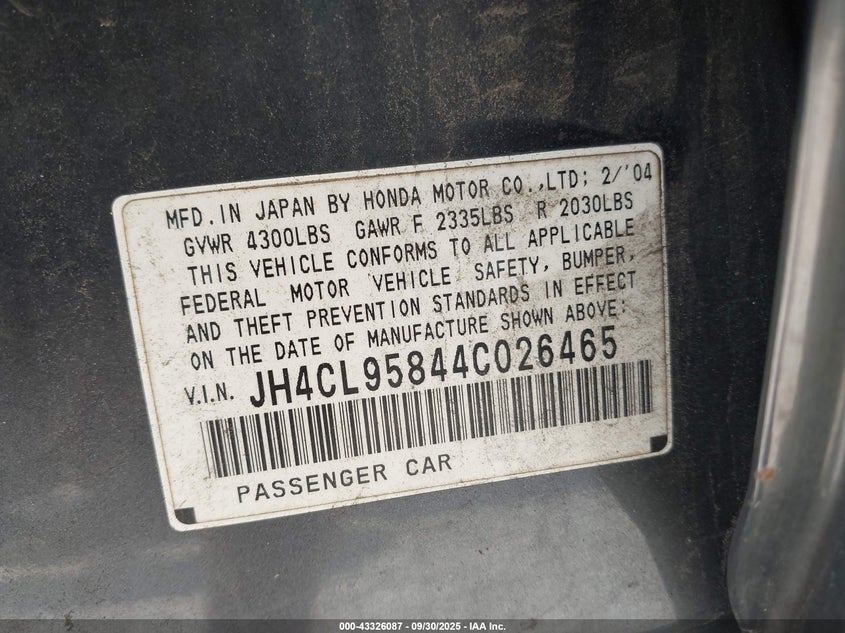 MFD. IN JAPAN BY HONDA MOTOR CO.,LTD; 2/'04
GVWR 4300LBS GAWR F 2335LBS R 2030LBS
THIS VEHICLE CONFORMS TO ALL APPLICABLE
FEDERAL MOTOR VEHICLE SAFETY, BUMPER,
AND THEFT PREVENTION STANDARDS IN EFFECT
ON THE DATE OF MANUFACTURE SHOWN ABOVE:
V.I.N. JH4CL95844C026465
PASSENGER CAR
000-43326087 - 09/30/2025 - IAA Inc.